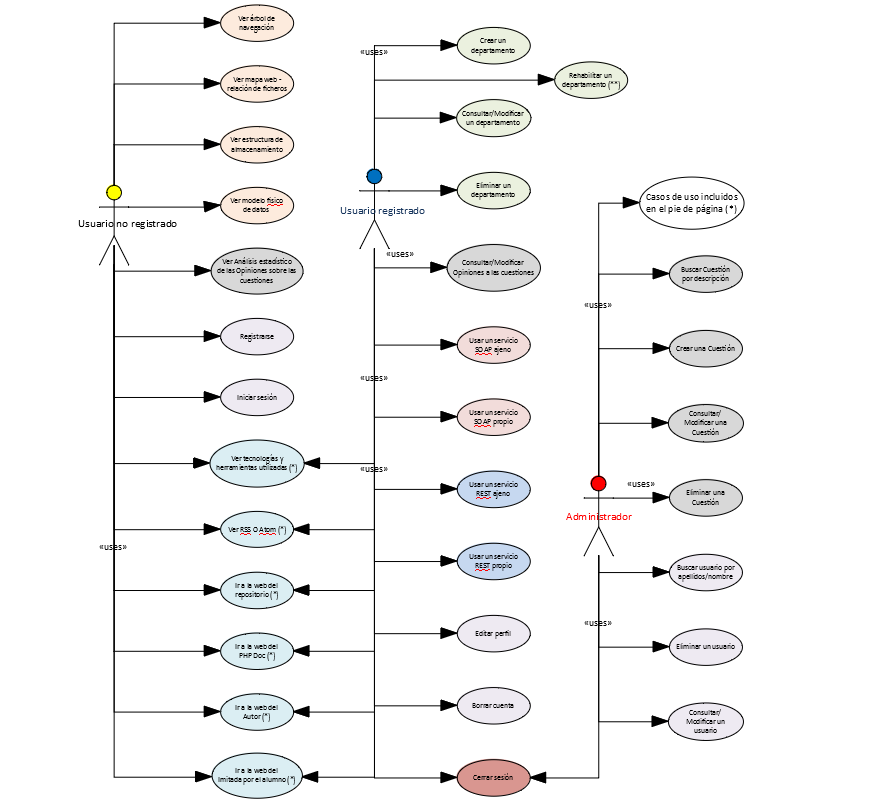 Ver árbol de
navegación
Ver mapa web -
relación de ficheros
Ver estructura de
almacenamiento
Ver modelo físico
de datos
Usuario no registrado
Ver Análisis estadístico
de las Opiniones sobre las
cuestiones
Registrarse
Iniciar sesión
Ver tecnologías y
herramientas utilizadas (*)
Ver RSS O Atom (*)
«uses»
Ir a la web del
repositorio (*)
Ir a la web del
PHP Doc (*)
Ir a la web del
Autor (*)
Ir a la web del
Imitada por el alumno (*)
«uses»
Crear un
departamento
Rehabilitar un
departamento (**)
Consultar/Modificar
un departamento
Eliminar un
departamento
Usuario registrado
«uses»
Consultar/Modificar
Opiniones a las cuestiones
Usar un servicio
SOAP ajeno
«uses»
Usar un servicio
SOAP propio
«uses»
Usar un servicio
REST ajeno
Usar un servicio
REST propio
Editar perfil
Borrar cuenta
Cerrar sesión
Casos de uso incluidos
en el pie de página (*)
Buscar Cuestión
por descripción
«uses»
Crear una Cuestión
Consultar/
Modificar una
Cuestión
«uses»
Eliminar una
Cuestión
Administrador
Buscar usuario por
apellidos/nombre
«uses»
Eliminar un usuario
Consultar/
Modificar un
usuario